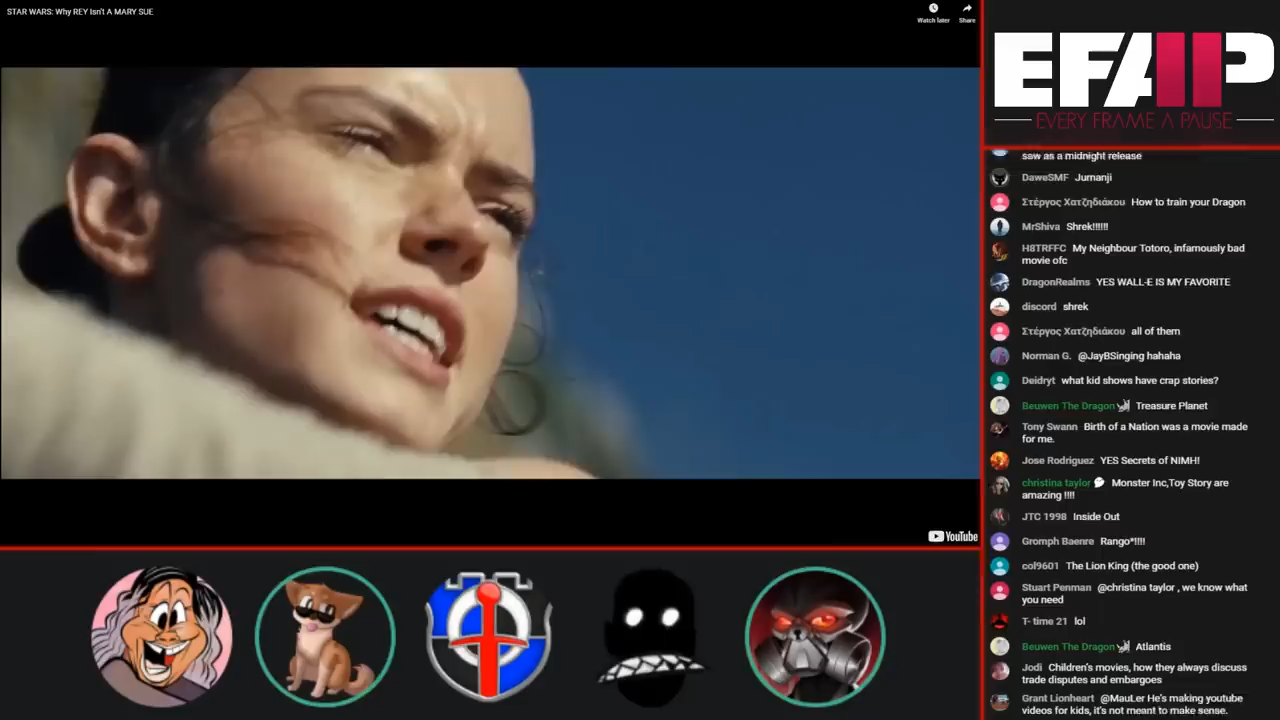 STAR WARS: Why REY Isn't A MARY SUE
Watch later
Share
YouTube
EFAP
EVERY FRAME A PAUSE
saw as a midnight release
DaweSMF Jumanji
Στέργος Χατζηδιάκου How to train your Dragon
MrShiva Shrek!!!!!!
H8TRFFC My Neighbour Totoro, infamously bad
movie ofc
DragonRealms YES WALL-E IS MY FAVORITE
discord shrek
Στέργος Χατζηδιάκου all of them
Norman G. @JayBSinging hahaha
Deidryt what kid shows have crap stories?
Beuwen The Dragon Treasure Planet
Tony Swann Birth of a Nation was a movie made
for me.
Jose Rodriguez YES Secrets of NIMH!
christina taylor Monster Inc,Toy Story are
amazing !!!!
JTC 1998 Inside Out
Gromph Baenre Rango*!!!!
col9601 The Lion King (the good one)
Stuart Penman @christina taylor , we know what
you need
T- time 21 lol
Beuwen The Dragon Atlantis
Jodi Children's movies, how they always discuss
trade disputes and embargoes
Grant Lionheart @MauLer He's making youtube
videos for kids, it's not meant to make sense.